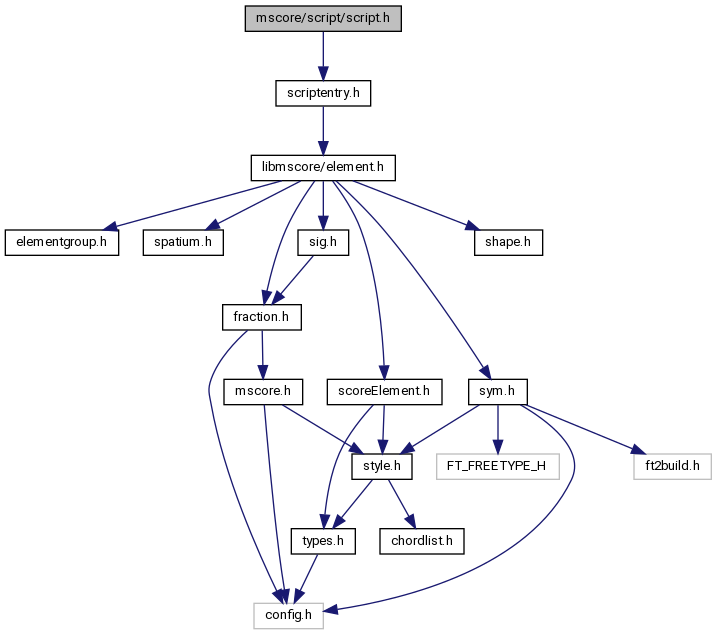 mscore/script/script.h
scriptentry.h
libmscore/element.h
elementgroup.h
spatium.h
sig.h
shape.h
fraction.h
mscore.h
scoreElement.h
sym.h
style.h
FT_FREETYPE_H
ft2build.h
types.h
chordlist.h
config.h